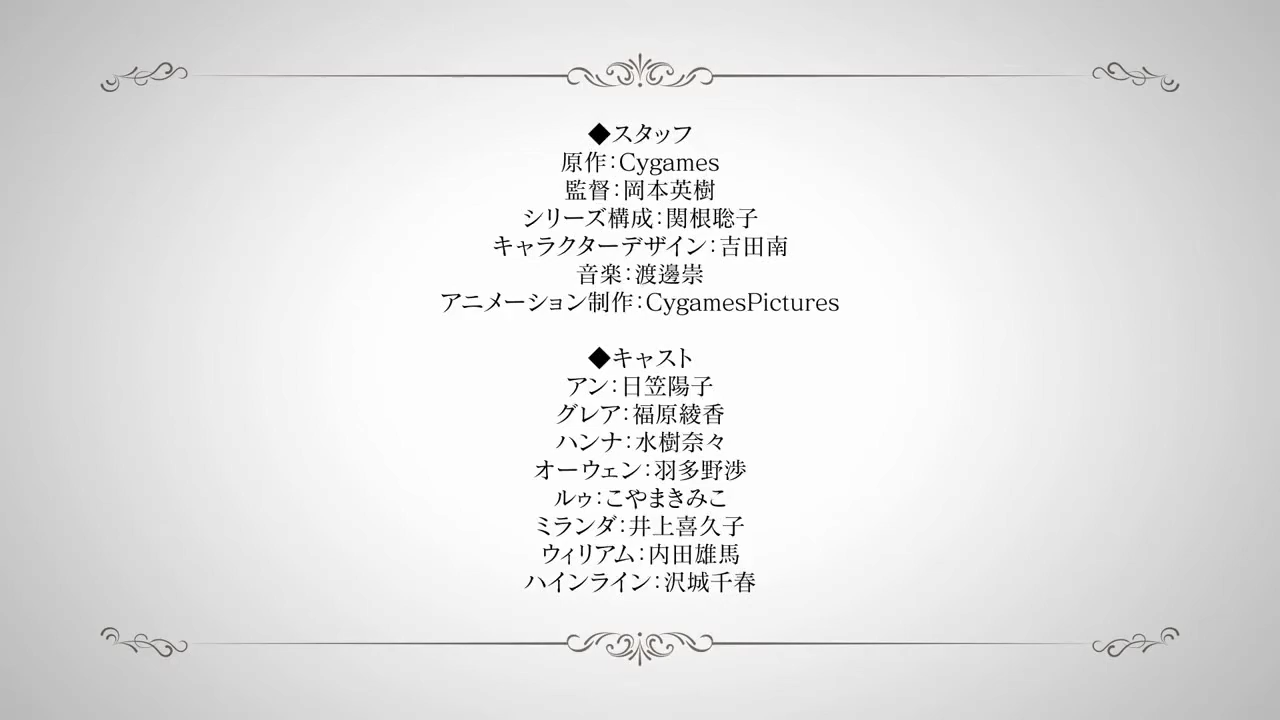 ◆スタッフ
原作：Cygames
監督：岡本英樹
シリーズ構成：関根聡子
キャラクターデザイン：吉田南
音楽：渡邊崇
アニメーション制作：CygamesPictures
◆キャスト
アン：日笠陽子
グレア：福原綾香
ハンナ：水樹奈々
オーウェン：羽多野渉
ルゥ：こやまきみこ
ミランダ：井上喜久子
ウィリアム：内田雄馬
ハインライン：沢城千春